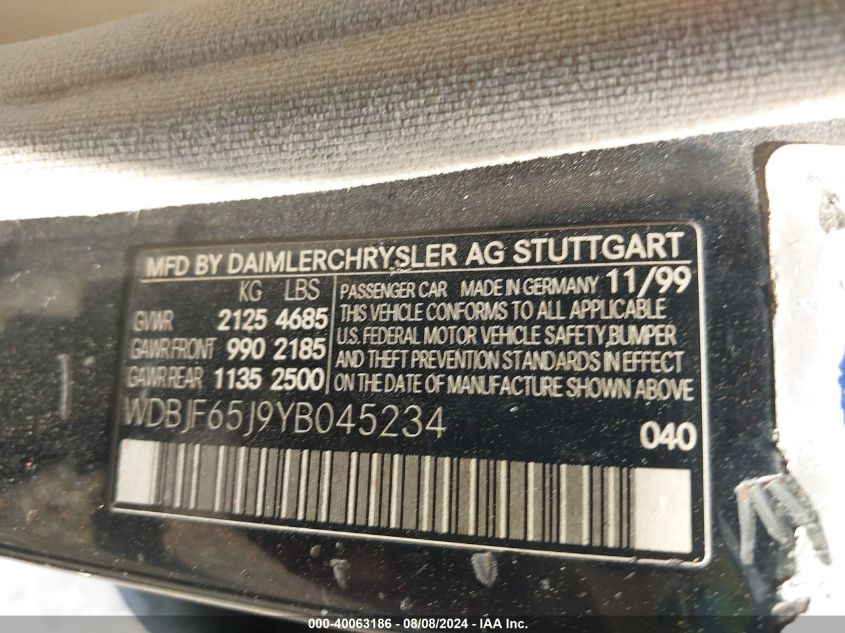 MFD BY DAIMLERCHRYSLER AG STUTTGART
KG LBS
GVWR 2125 4685
GAWR FRONT 990 2185
GAWR REAR 1135 2500
PASSENGER CAR MADE IN GERMANY 11/99
THIS VEHICLE CONFORMS TO ALL APPLICABLE
U.S. FEDERAL MOTOR VEHICLE SAFETY,BUMPER
AND THEFT PREVENTION STANDARDS IN EFFECT
ON THE DATE OF MANUFACTURE SHOWN ABOVE
WDBJF65J9YB045234
040
000-40063186 - 08/08/2024 - IAA Inc.